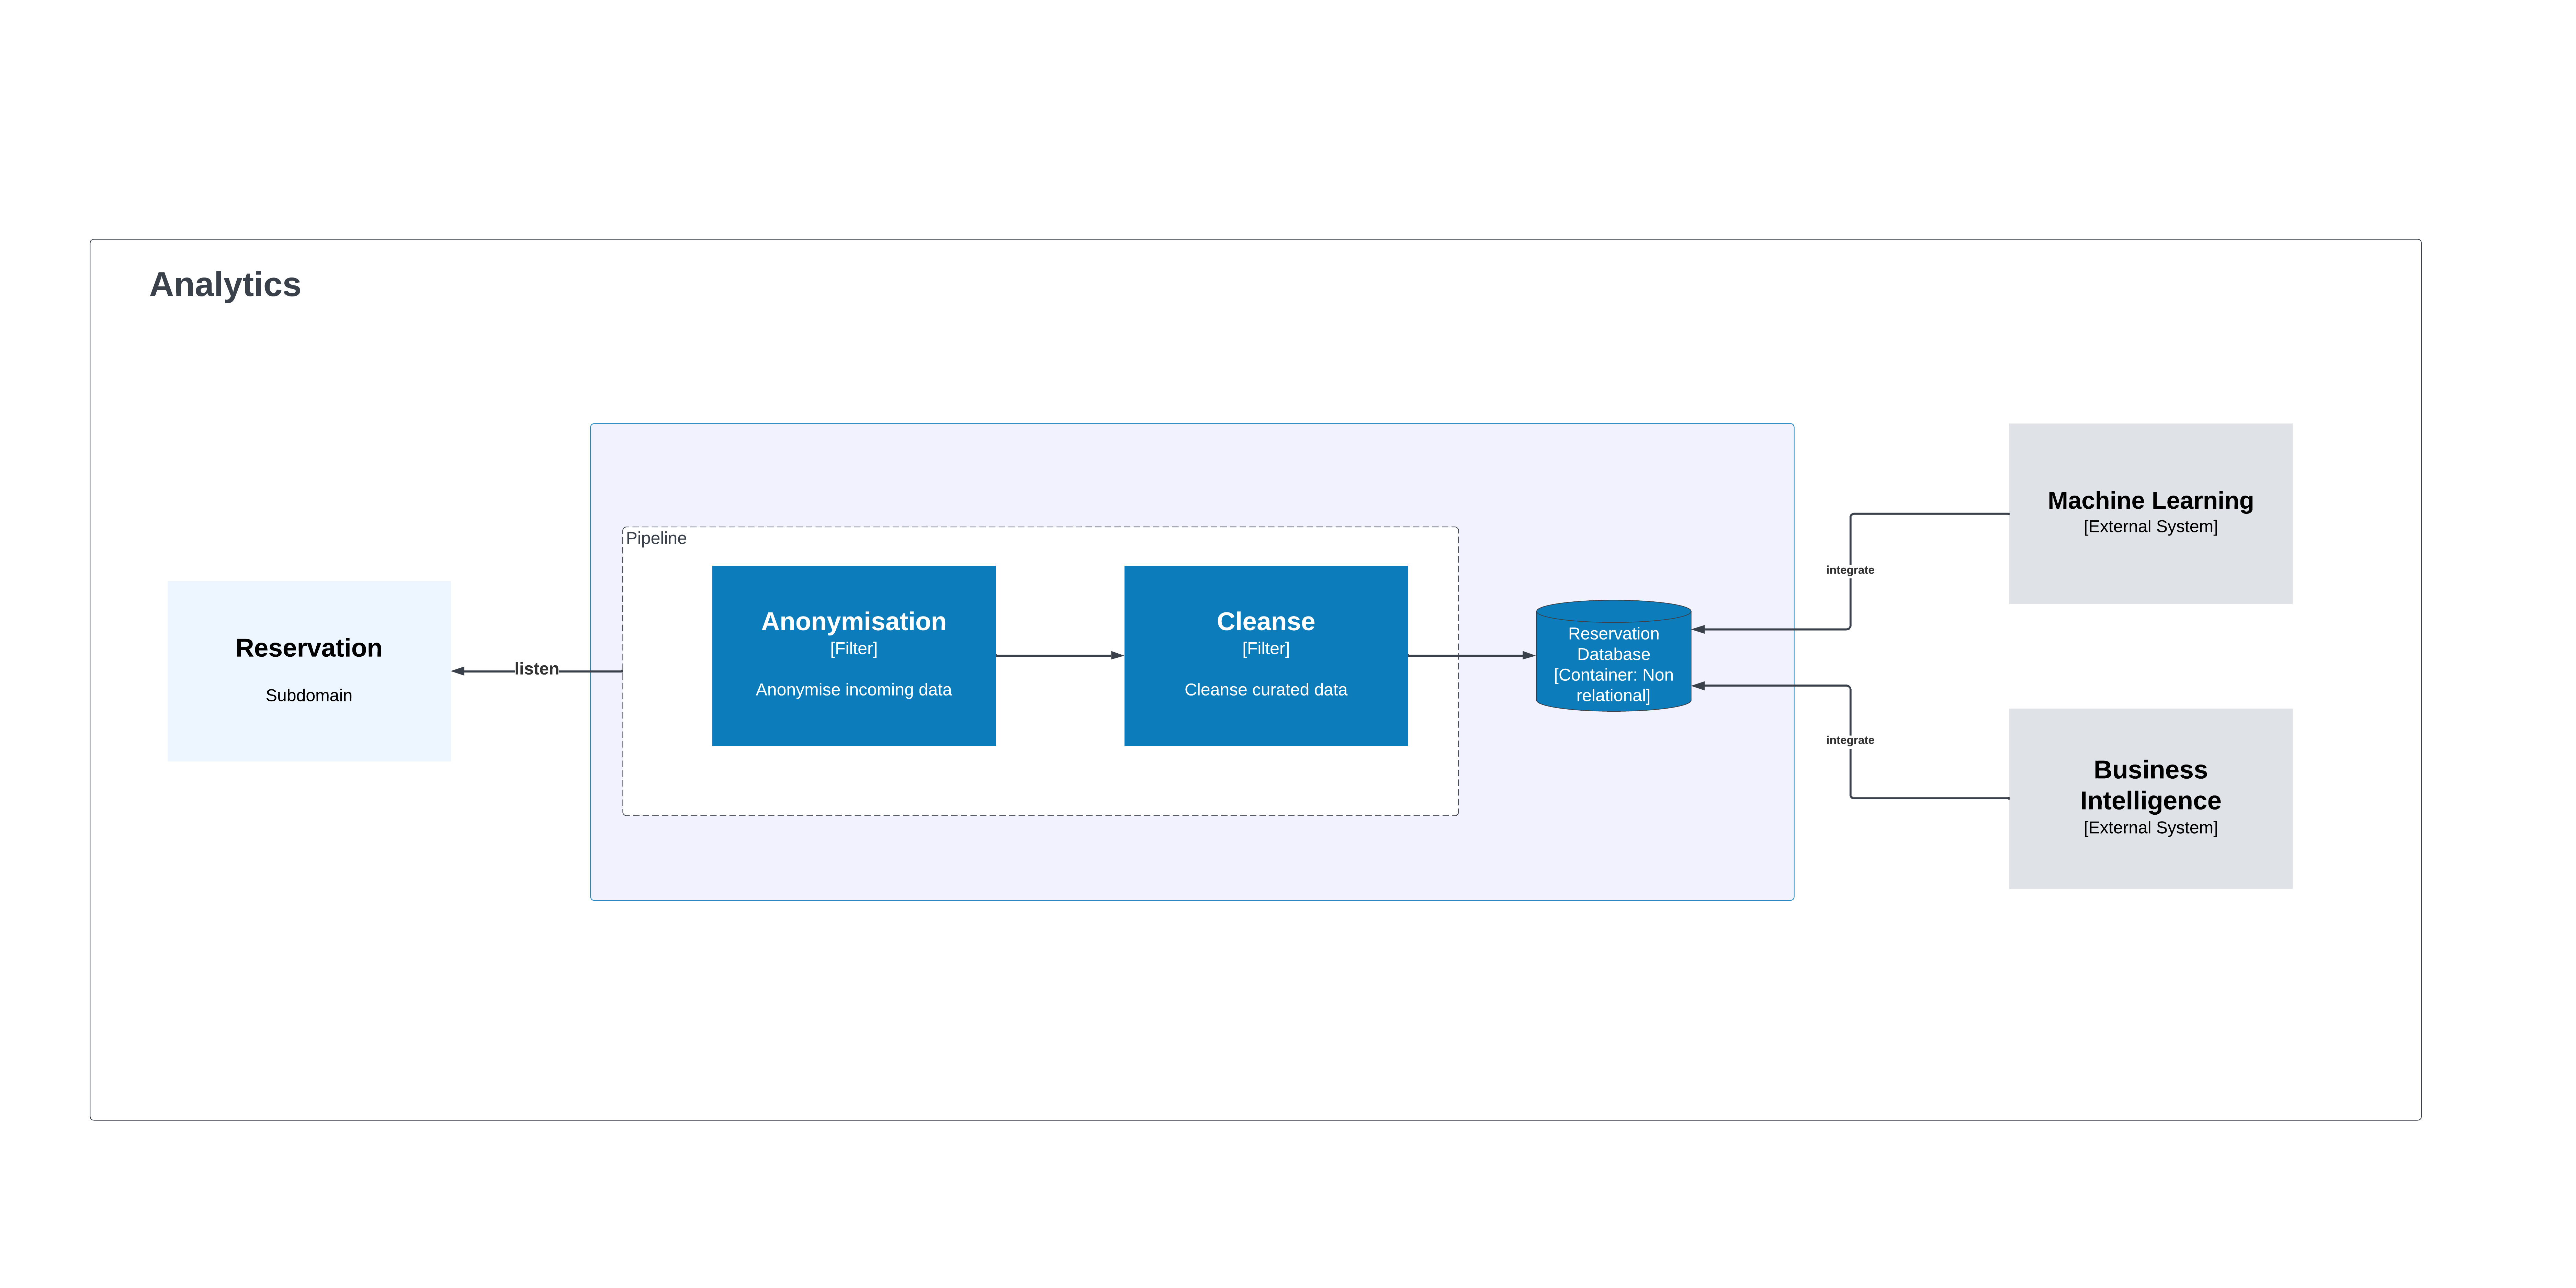 Analytics
Reservation
Subdomain
listen
Pipeline
Anonymisation
[Filter]
Anonymise incoming data
Cleanse
[Filter]
Cleanse curated data
Reservation
Database
[Container: Non
relational]
integrate
integrate
Machine Learning
[External System]
Business
Intelligence
[External System]